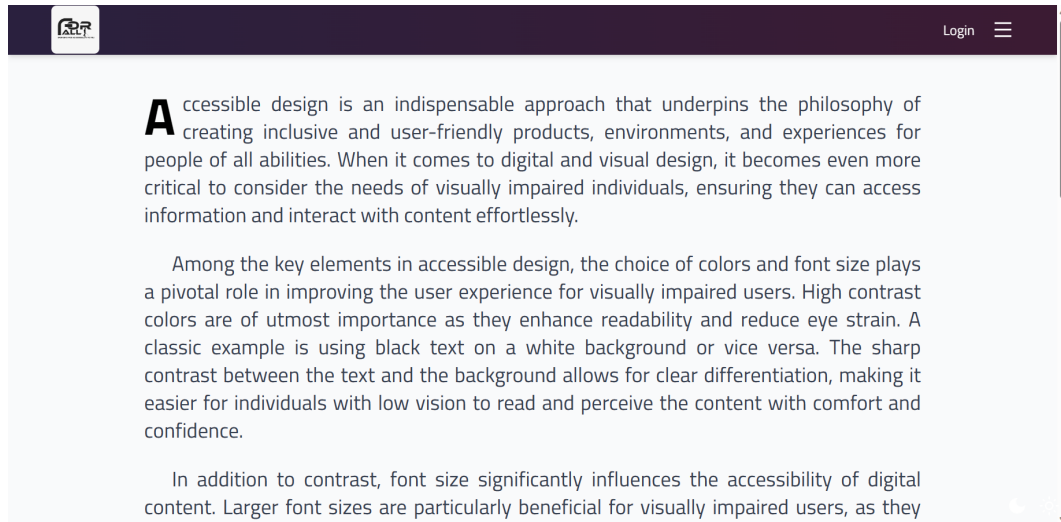 FOR
ALL
Login
Accessible design is an indispensable approach that underpins the philosophy of
creating inclusive and user-friendly products, environments, and experiences for
people of all abilities. When it comes to digital and visual design, it becomes even more
critical to consider the needs of visually impaired individuals, ensuring they can access
information and interact with content effortlessly.
Among the key elements in accessible design, the choice of colors and font size plays
a pivotal role in improving the user experience for visually impaired users. High contrast
colors are of utmost importance as they enhance readability and reduce eye strain. A
classic example is using black text on a white background or vice versa. The sharp
contrast between the text and the background allows for clear differentiation, making it
easier for individuals with low vision to read and perceive the content with comfort and
confidence.
In addition to contrast, font size significantly influences the accessibility of digital
content. Larger font sizes are particularly beneficial for visually impaired users, as they